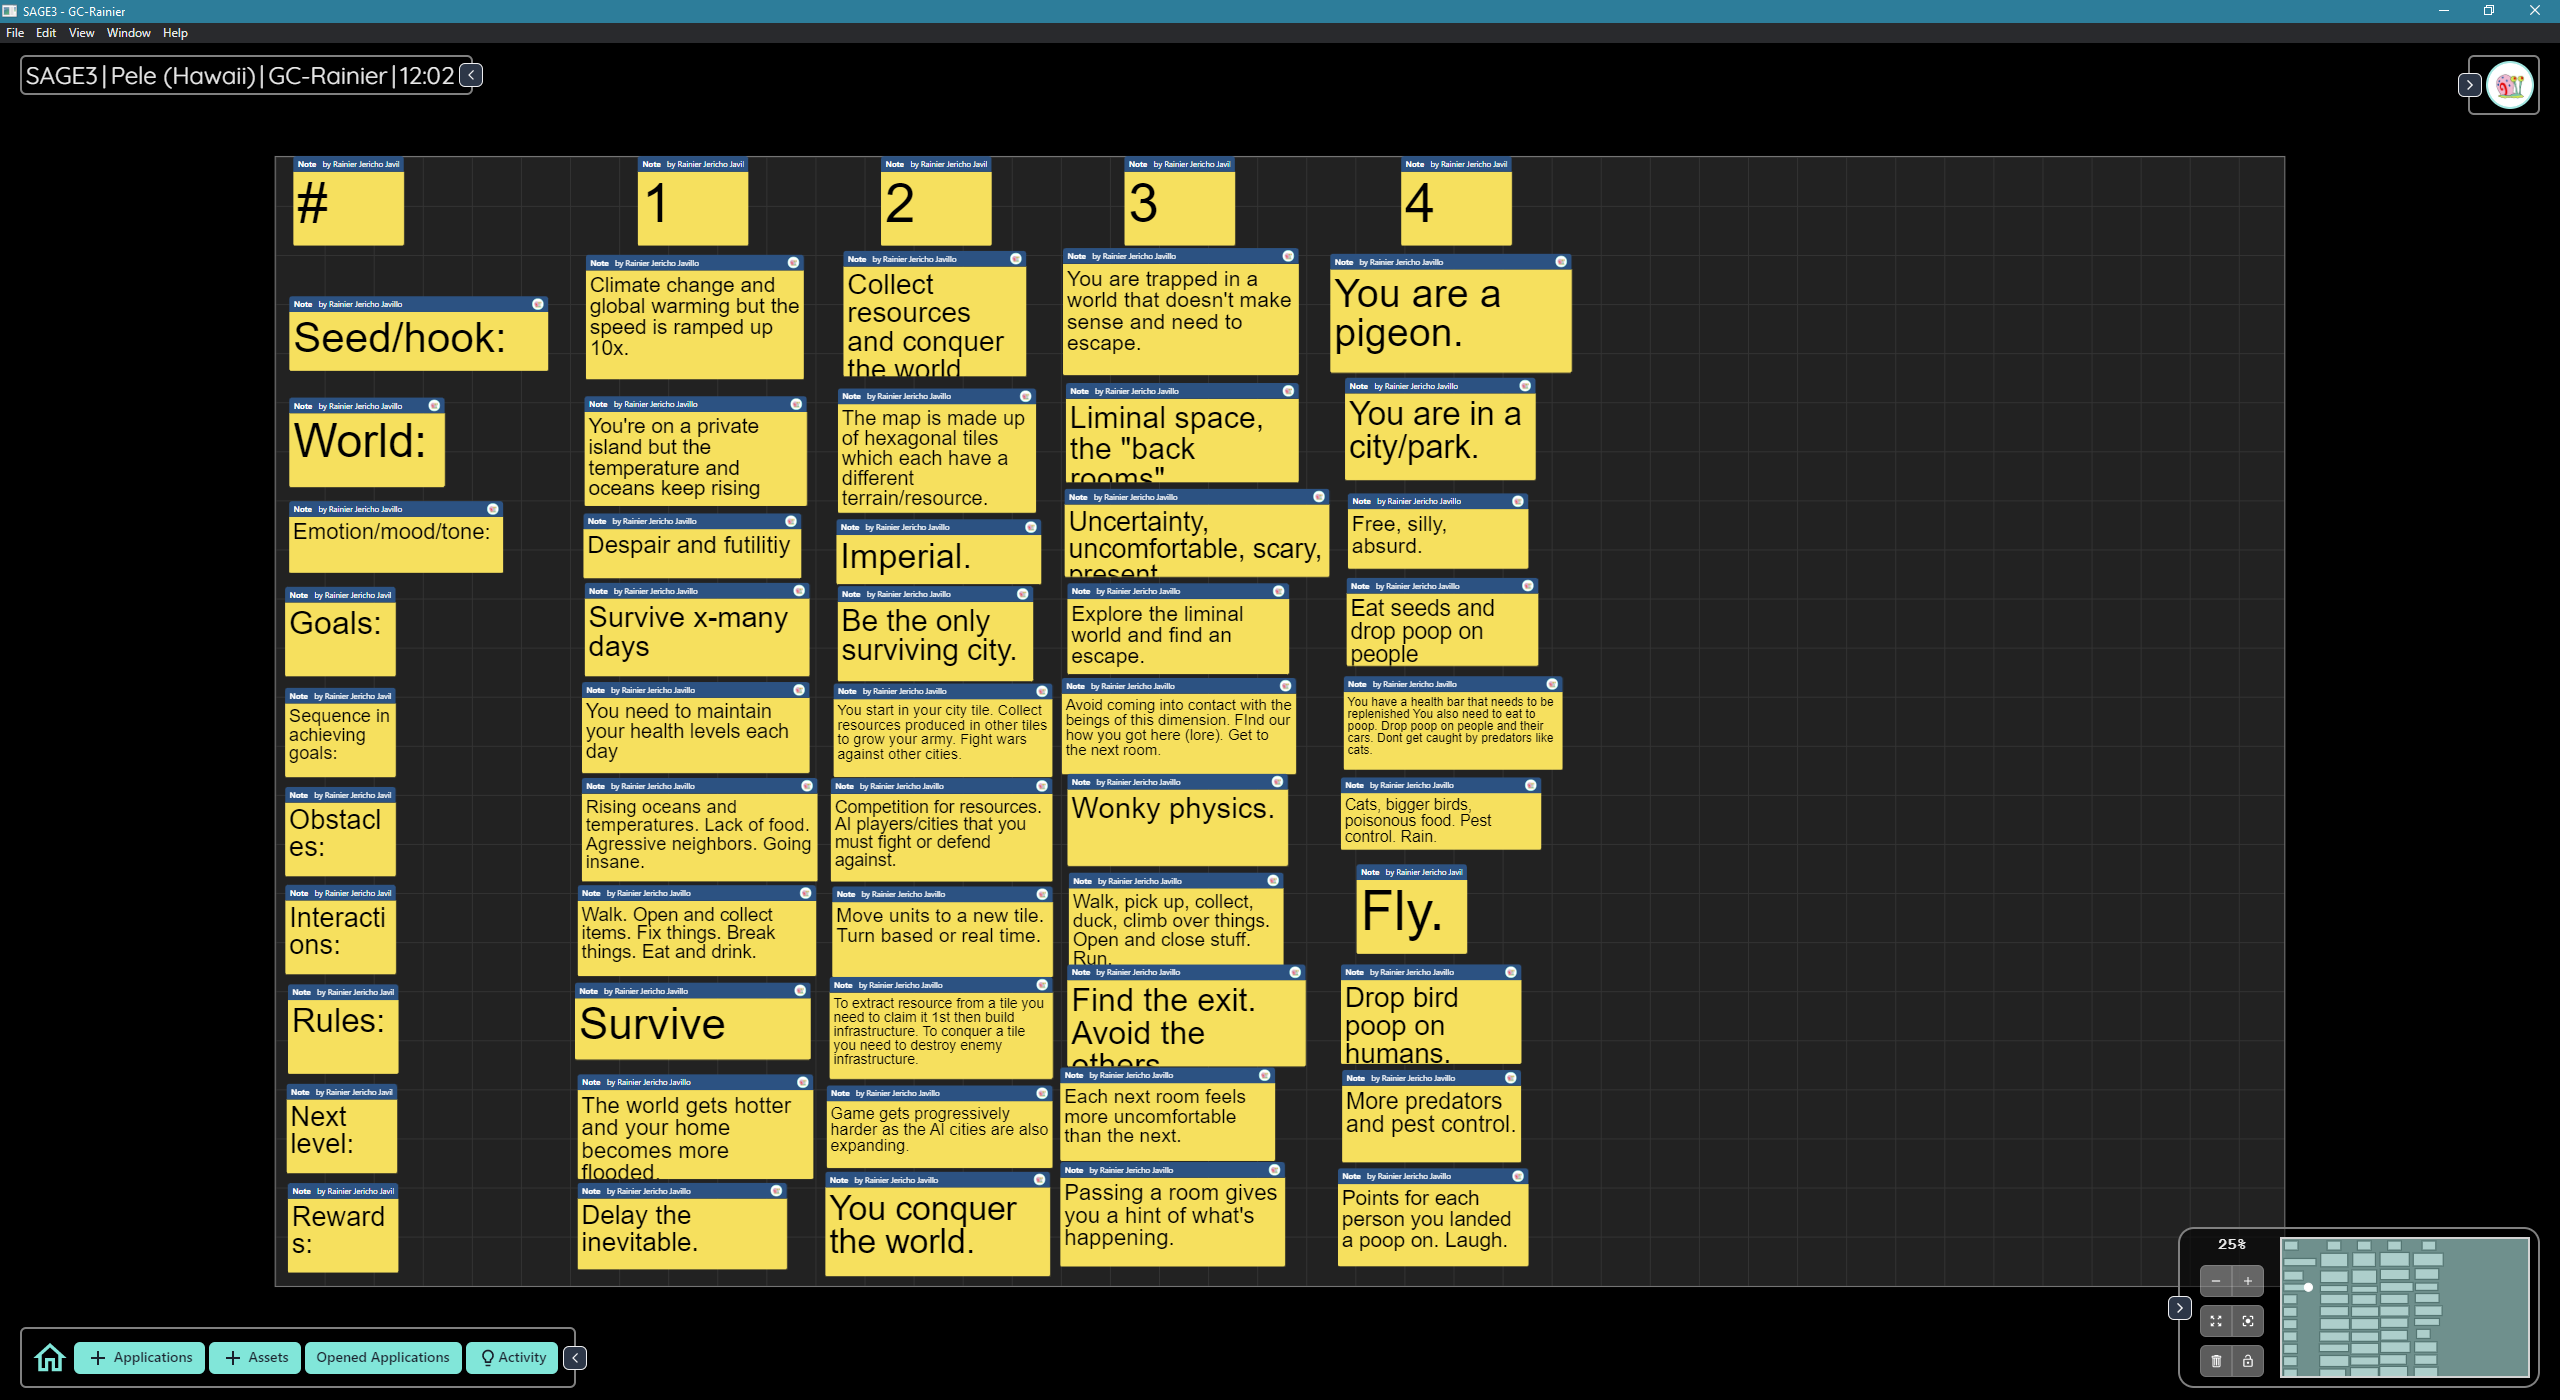 SAGE3 - GC-Rainier
File Edit View Window Help
SAGE3|Pele (Hawaii)|GC-Rainier|12:02
Note by Rainier Jericho Javil
#
Note by Rainier Jericho Javil
1
Note by Rainier Jericho Javil
2
Note by Rainier Jericho Javil
3
Note by Rainier Jericho Javil
4
Note by Rainier Jericho Javillo
Seed/hook:
Note by Rainier Jericho Javillo
Climate change and
global warming but the
speed is ramped up
10x.
Note by Rainier Jericho Javillo
Collect
resources
and conquer
the world
Note by Rainier Jericho Javillo
You are trapped in a
world that doesn't make
sense and need to
escape.
Note by Rainier Jericho Javillo
You are a
pigeon.
Note by Rainier Jericho Javillo
World:
Note by Rainier Jericho Javillo
You're on a private
island but the
temperature and
oceans keep rising
Note by Rainier Jericho Javillo
The map is made up
of hexagonal tiles
which each have a
different
terrain/resource.
Note by Rainier Jericho Javillo
Liminal space,
the "back
rooms"
Note by Rainier Jericho Javillo
You are in a
city/park.
Note by Rainier Jericho Javillo
Emotion/mood/tone:
Note by Rainier Jericho Javillo
Despair and futilitiy
Note by Rainier Jericho Javillo
Imperial.
Note by Rainier Jericho Javillo
Uncertainty,
uncomfortable, scary,
present
Note by Rainier Jericho Javillo
Free, silly,
absurd.
Note by Rainier Jericho Javil
Goals:
Note by Rainier Jericho Javillo
Survive x-many
days
Note by Rainier Jericho Javillo
Be the only
surviving city.
Note by Rainier Jericho Javillo
Explore the liminal
world and find an
escape.
Note by Rainier Jericho Javillo
Eat seeds and
drop poop on
people
Note by Rainier Jericho Javil
Sequence in
achieving
goals:
Note by Rainier Jericho Javillo
You need to maintain
your health levels each
day
Note by Rainier Jericho Javillo
You start in your city tile. Collect
resources produced in other tiles
to grow your army. Fight wars
against other cities.
Note by Rainier Jericho Javillo
Avoid coming into contact with the
beings of this dimension. FInd our
how you got here (lore). Get to
the next room.
Note by Rainier Jericho Javillo
You have a health bar that needs to be
replenished You also need to eat to
poop. Drop poop on people and their
cars. Dont get caught by predators like
cats.
Note by Rainier Jericho Javil
Obstacl
es:
Note by Rainier Jericho Javillo
Rising oceans and
temperatures. Lack of food.
Agressive neighbors. Going
insane.
Note by Rainier Jericho Javillo
Competition for resources.
AI players/cities that you
must fight or defend
against.
Note by Rainier Jericho Javillo
Wonky physics.
Note by Rainier Jericho Javillo
Cats, bigger birds,
poisonous food. Pest
control. Rain.
Note by Rainier Jericho Javil
Interacti
ons:
Note by Rainier Jericho Javillo
Walk. Open and collect
items. Fix things. Break
things. Eat and drink.
Note by Rainier Jericho Javillo
Move units to a new tile.
Turn based or real time.
Note by Rainier Jericho Javillo
Walk, pick up, collect,
duck, climb over things.
Open and close stuff.
Run.
Note by Rainier Jericho Javil
Fly.
Note by Rainier Jericho Javil
Rules:
Note by Rainier Jericho Javillo
Survive
Note by Rainier Jericho Javillo
To extract resource from a tile you
need to claim it 1st then build
infrastructure. To conquer a tile
you need to destroy enemy
infrastructure.
Note by Rainier Jericho Javillo
Find the exit.
Avoid the
others
Note by Rainier Jericho Javillo
Drop bird
poop on
humans.
Note by Rainier Jericho Javil
Next
level:
Note by Rainier Jericho Javillo
The world gets hotter
and your home
becomes more
flooded.
Note by Rainier Jericho Javillo
Game gets progressively
harder as the AI cities are also
expanding.
Note by Rainier Jericho Javillo
Each next room feels
more uncomfortable
than the next.
Note by Rainier Jericho Javillo
More predators
and pest control.
Note by Rainier Jericho Javil
Reward
s:
Note by Rainier Jericho Javillo
Delay the
inevitable.
Note by Rainier Jericho Javillo
You conquer
the world.
Note by Rainier Jericho Javillo
Passing a room gives
you a hint of what's
happening.
Note by Rainier Jericho Javillo
Points for each
person you landed
a poop on. Laugh.
25%
Applications Assets Opened Applications Activity